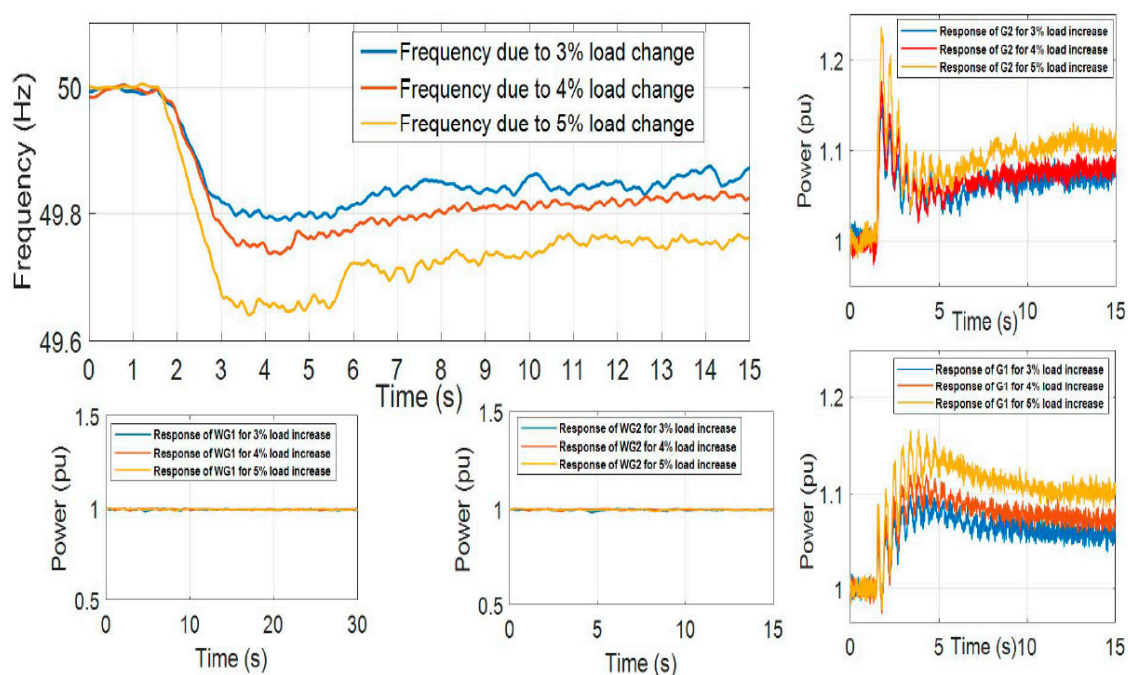 Frequency (Hz)
50
49.8
49.6
Frequency due to 3% load change
Frequency due to 4% load change
Frequency due to 5% load change
0 1 2 3 4 5 6 7 8 9 10 11 12 13 14 15
Time (s)
Power (pu)
1.2
1.1
1
Response of G2 for 3% load increase
Response of G2 for 4% load increase
Response of G2 for 5% load increase
0 5 10 15
Time (s)
Power (pu)
1.5
1
0.5
Response of WG1 for 3% load increase
Response of WG1 for 4% load increase
Response of WG1 for 5% load increase
0 10 20 30
Time (s)
Power (pu)
1.5
1
0.5
Response of WG2 for 3% load increase
Response of WG2 for 4% load increase
Response of WG2 for 5% load increase
0 5 10 15
Time (s)
Power (pu)
1.2
1.1
1
Response of G1 for 3% load increase
Response of G1 for 4% load increase
Response of G1 for 5% load increase
0 5 10 15
Time (s)